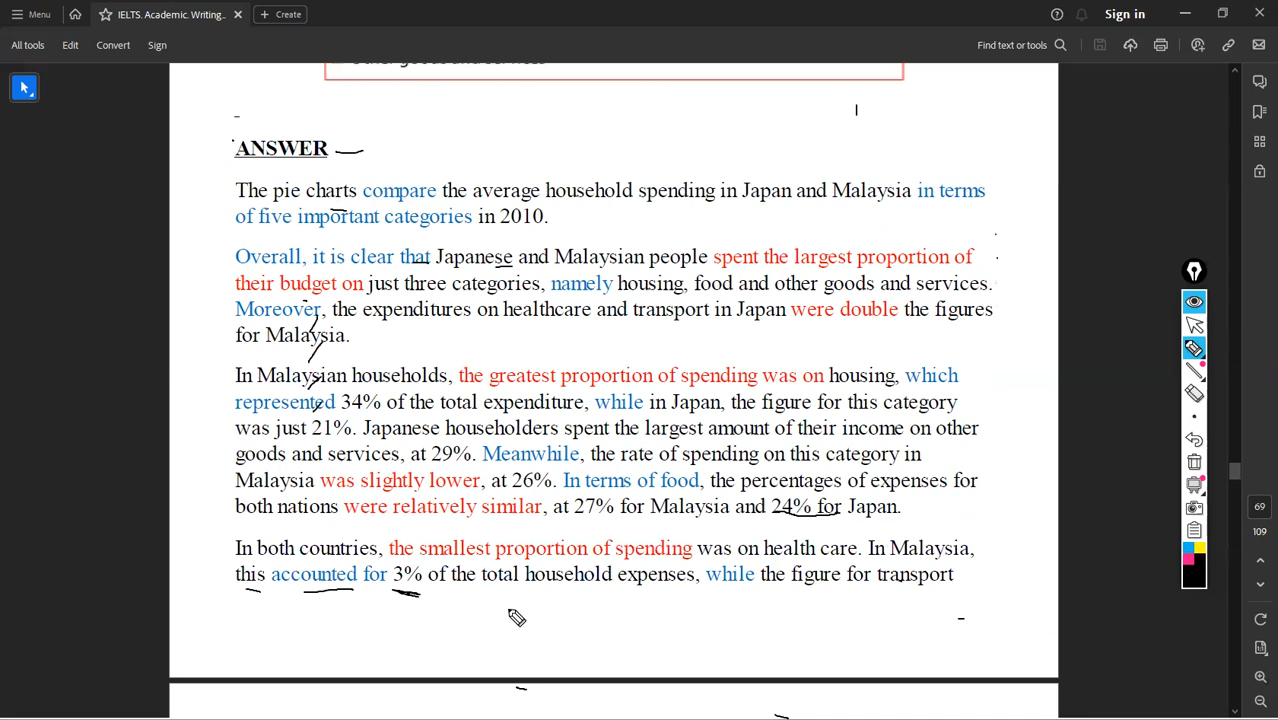 Menu
IELTS. Academic. Writing...
Create
Sign in
All tools
Edit
Convert
Sign
Find text or tools
ANSWER
The pie charts compare the average household spending in Japan and Malaysia in terms
of five important categories in 2010.
Overall, it is clear that Japanese and Malaysian people spent the largest proportion of
their budget on just three categories, namely housing, food and other goods and services.
Moreover, the expenditures on healthcare and transport in Japan were double the figures
for Malaysia.
In Malaysian households, the greatest proportion of spending was on housing, which
represented 34% of the total expenditure, while in Japan, the figure for this category
was just 21%. Japanese householders spent the largest amount of their income on other
goods and services, at 29%. Meanwhile, the rate of spending on this category in
Malaysia was slightly lower, at 26%. In terms of food, the percentages of expenses for
both nations were relatively similar, at 27% for Malaysia and 24% for Japan.
In both countries, the smallest proportion of spending was on health care. In Malaysia,
this accounted for 3% of the total household expenses, while the figure for transport
69
109